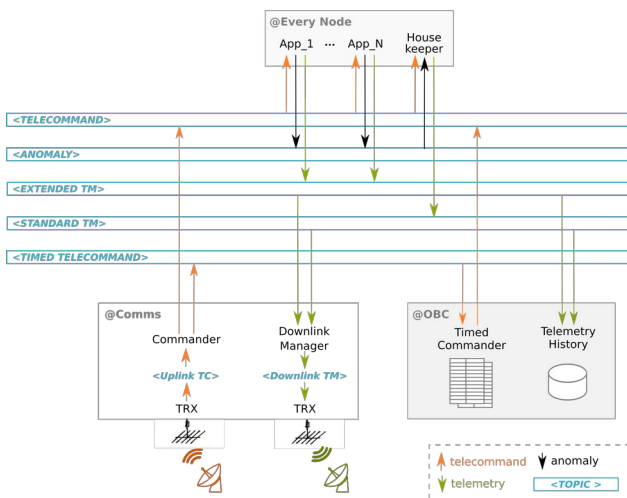 @Every Node
App_1 ... App_N
House
keeper
<TELECOMMAND>
<ANOMALY>
<EXTENDED TM>
<STANDARD TM>
<TIMED TELECOMMAND>
@Comms
Commander
Downlink
Manager
<Uplink TC>
<Downlink TM>
TRX
TRX
@OBC
Timed
Commander
Telemetry
History
telecommand
anomaly
telemetry
<TOPIC >